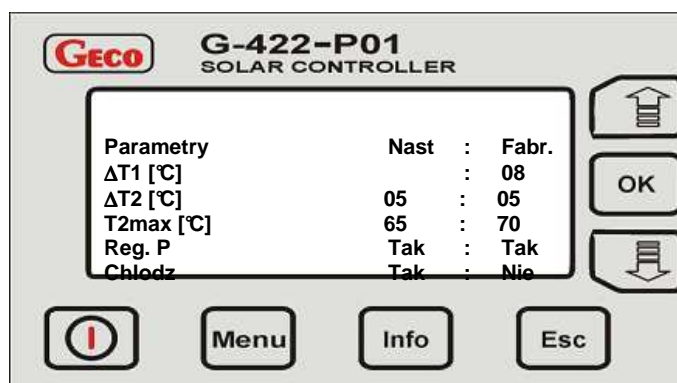 GECO
G-422-P01
SOLAR CONTROLLER
Parametry Nast : Fabr.
ΔT1 [°C] : 08
ΔT2 [°C] 05 : 05
T2max [°C] 65 : 70
Reg. P Tak : Tak
Chlodz Tak : Nie
OK
Menu Info Esc